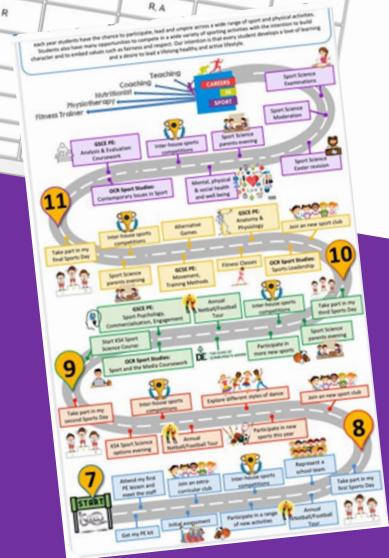 R
R, A
Each year students have the chance to participate, lead and umpire across a wide range of sport and physical activities.
Students also have many opportunities to compete in a wide variety of sporting activities with the intention to build
character and to embed values such as fairness and respect. Our intention is that every student develops a love of learning
and a desire to lead a lifelong healthy and active lifestyle.
Teaching
Coaching
Nutritionist
Physiotherapy
Fitness Trainer
CAREERS
IN
SPORT
Sport Science
Examinations
Sport Science
Moderation
GSCE PE:
Analysis & Evaluation
Coursework
Inter-house sports
competitions
Sport Science
parents evening
Sport Science
Easter revision
OCR Sport Studies:
Contemporary Issues in Sport
Mental, physical
& social health
and well being
11
Take part in my
final Sports Day
Inter-house sports
competitions
Alternative
Games
GSCE PE:
Anatomy &
Physiology
Join an new sport club
Sport Science
parents evening
GCSE PE:
Movement,
Training Methods
Fitness Classes
OCR Sport Studies:
Sports Leadership
10
GSCE PE:
Sport Psychology,
Commercialisation, Engagement
Annual
Netball/Football
Tour
Inter-house sports
competitions
Take part in my
third Sports Day
Start KS4 Sport
Science Course
OCR Sport Studies:
Sport and the Media Coursework
DE
Participate in
more new sports
Sport Science
parents evening
9
Take part in my
second Sports Day
Inter-house sports
competitions
Explore different styles of dance
Join an new sport club
KS4 Sport Science
options evening
Annual
Netball/Football Tour
Participate in new
sports this year
8
7
START
Attend my first
PE lesson and
meet the staff
Join an extra-
curricular club
Inter-house sports
competitions
Represent a
school team
Take part in my
first Sports Day
Get my PE kit
Initial assessment
Participate in a range
of new activities
Annual
Netball/Football
Tour